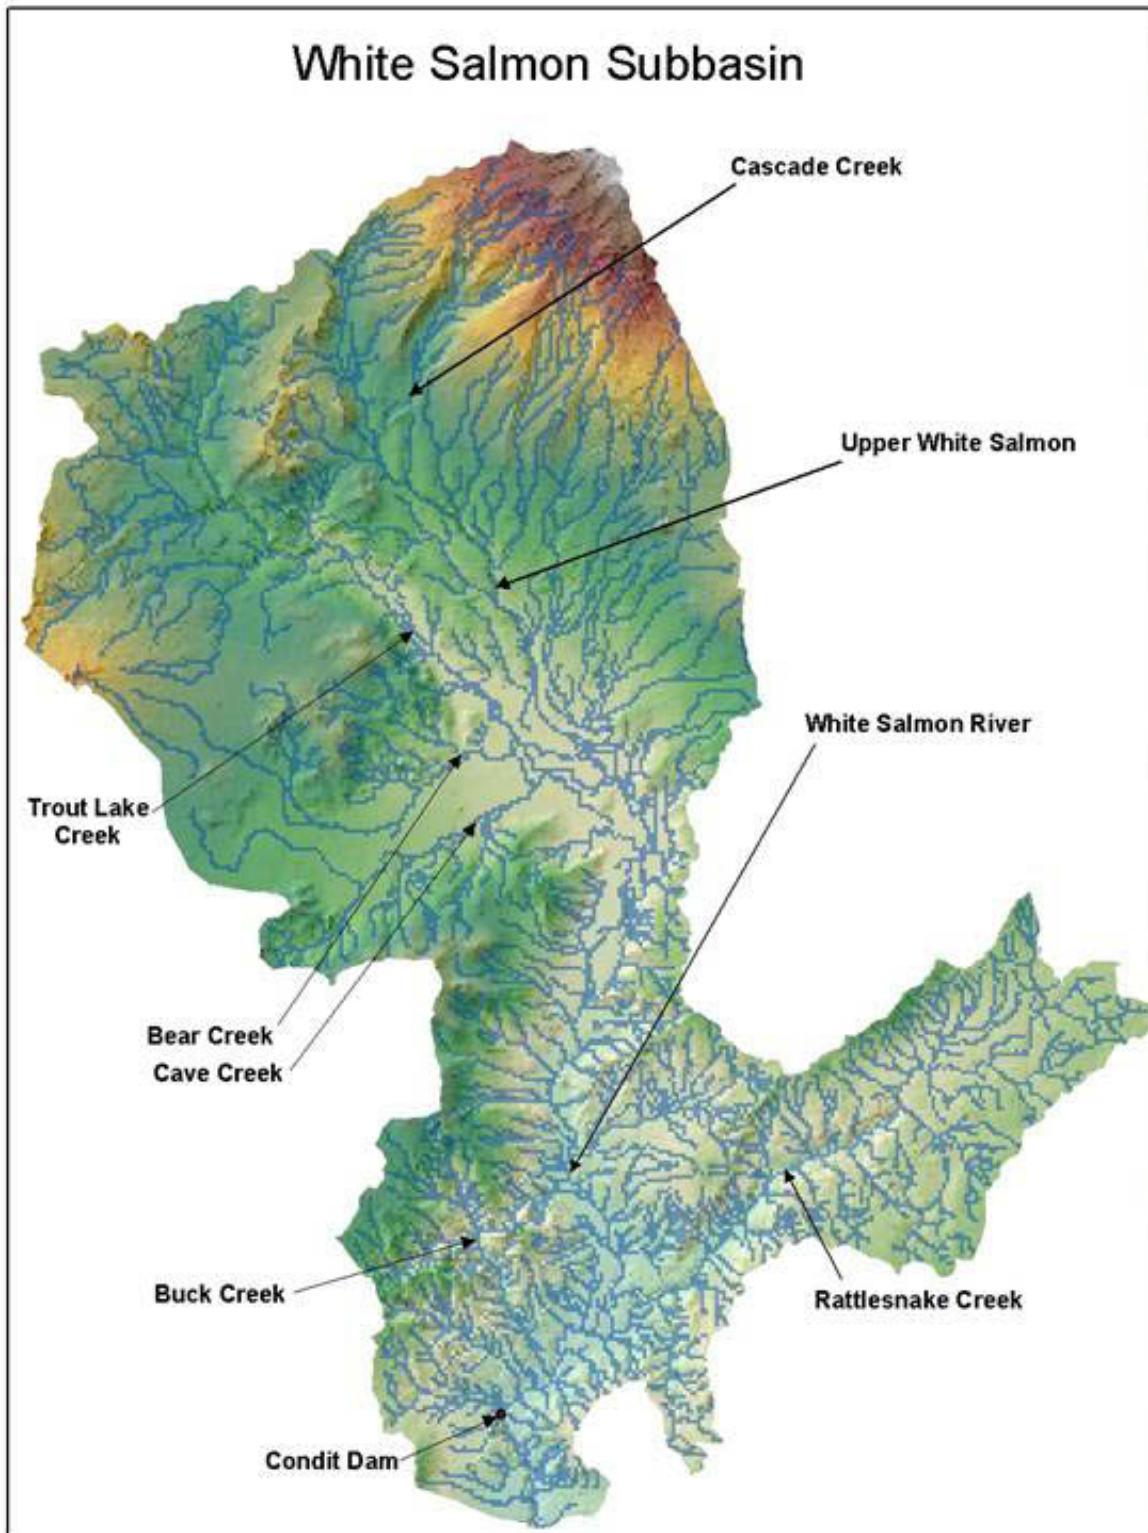 White Salmon Subbasin
Cascade Creek
Upper White Salmon
White Salmon River
Trout Lake
Creek
Bear Creek
Cave Creek
Buck Creek
Rattlesnake Creek
Condit Dam